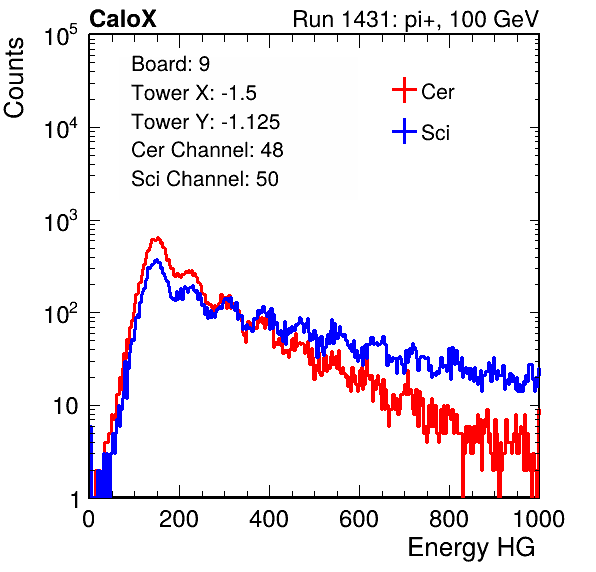 CaloX Run 1431: pi+, 100 GeV
Counts
10^5
10^4
10^3
10^2
10
1
Board: 9
Tower X: -1.5
Tower Y: -1.125
Cer Channel: 48
Sci Channel: 50
Cer
Sci
0 200 400 600 800 1000
Energy HG